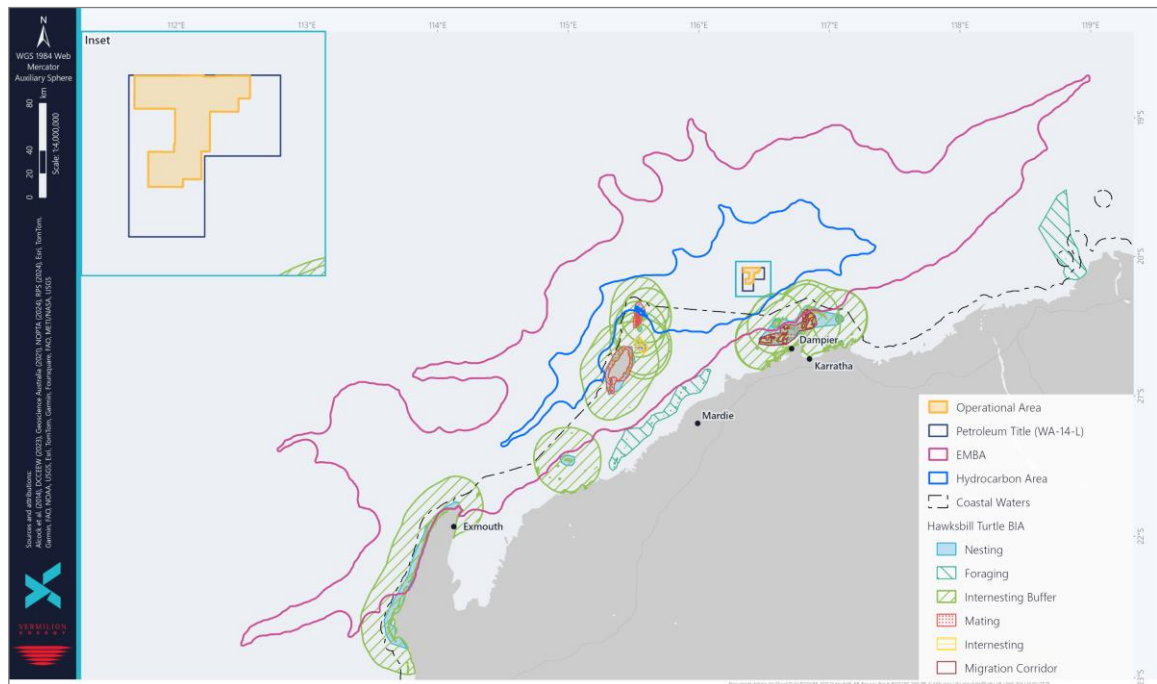 N
WGS 1984 Web
Mercator
Auxiliary Sphere
km
80
40
20
0
Scale: 1:4,000,000
Sources and attributions:
Alcock et al. (2014), DCCEEW (2023), Geoscience Australia (2021), NOPTA (2024), RPS (2024), Esri, TomTom,
Garmin, FAO, NOAA, USGS, Esri, TomTom, Garmin, Foursquare, FAO, METI/NASA, USGS
VERMILION
ENERGY
Inset
112°E
113°E
114°E
115°E
116°E
117°E
118°E
119°E
19°S
20°S
21°S
22°S
23°S
Dampier
Karratha
Mardie
Exmouth
Operational Area
Petroleum Title (WA-14-L)
EMBA
Hydrocarbon Area
Coastal Waters
Hawksbill Turtle BIA
Nesting
Foraging
Internesting Buffer
Mating
Internesting
Migration Corridor